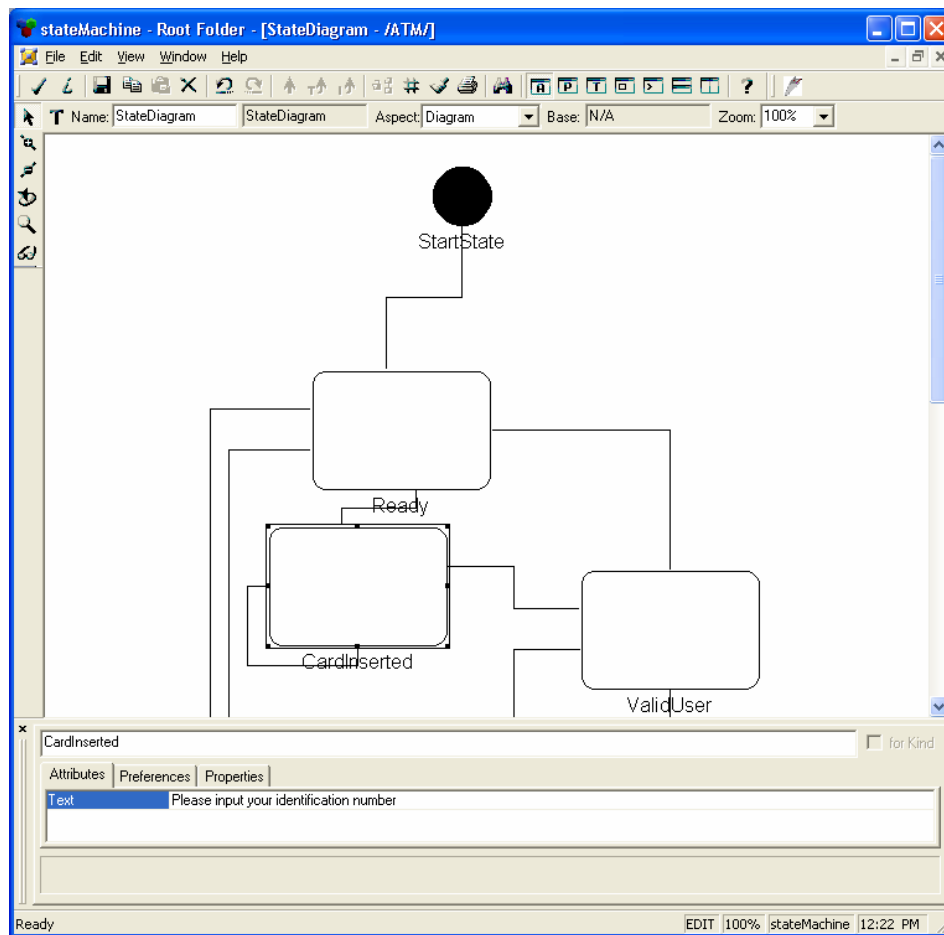 stateMachine - Root Folder - [StateDiagram - /ATM/]
File Edit View Window Help
Name: StateDiagram StateDiagram Aspect: Diagram Base: N/A Zoom: 100%
StartState
Ready
CardInserted
ValidUser
CardInserted for Kind
Attributes Preferences Properties
Text Please input your identification number
Ready EDIT 100% stateMachine 12:22 PM